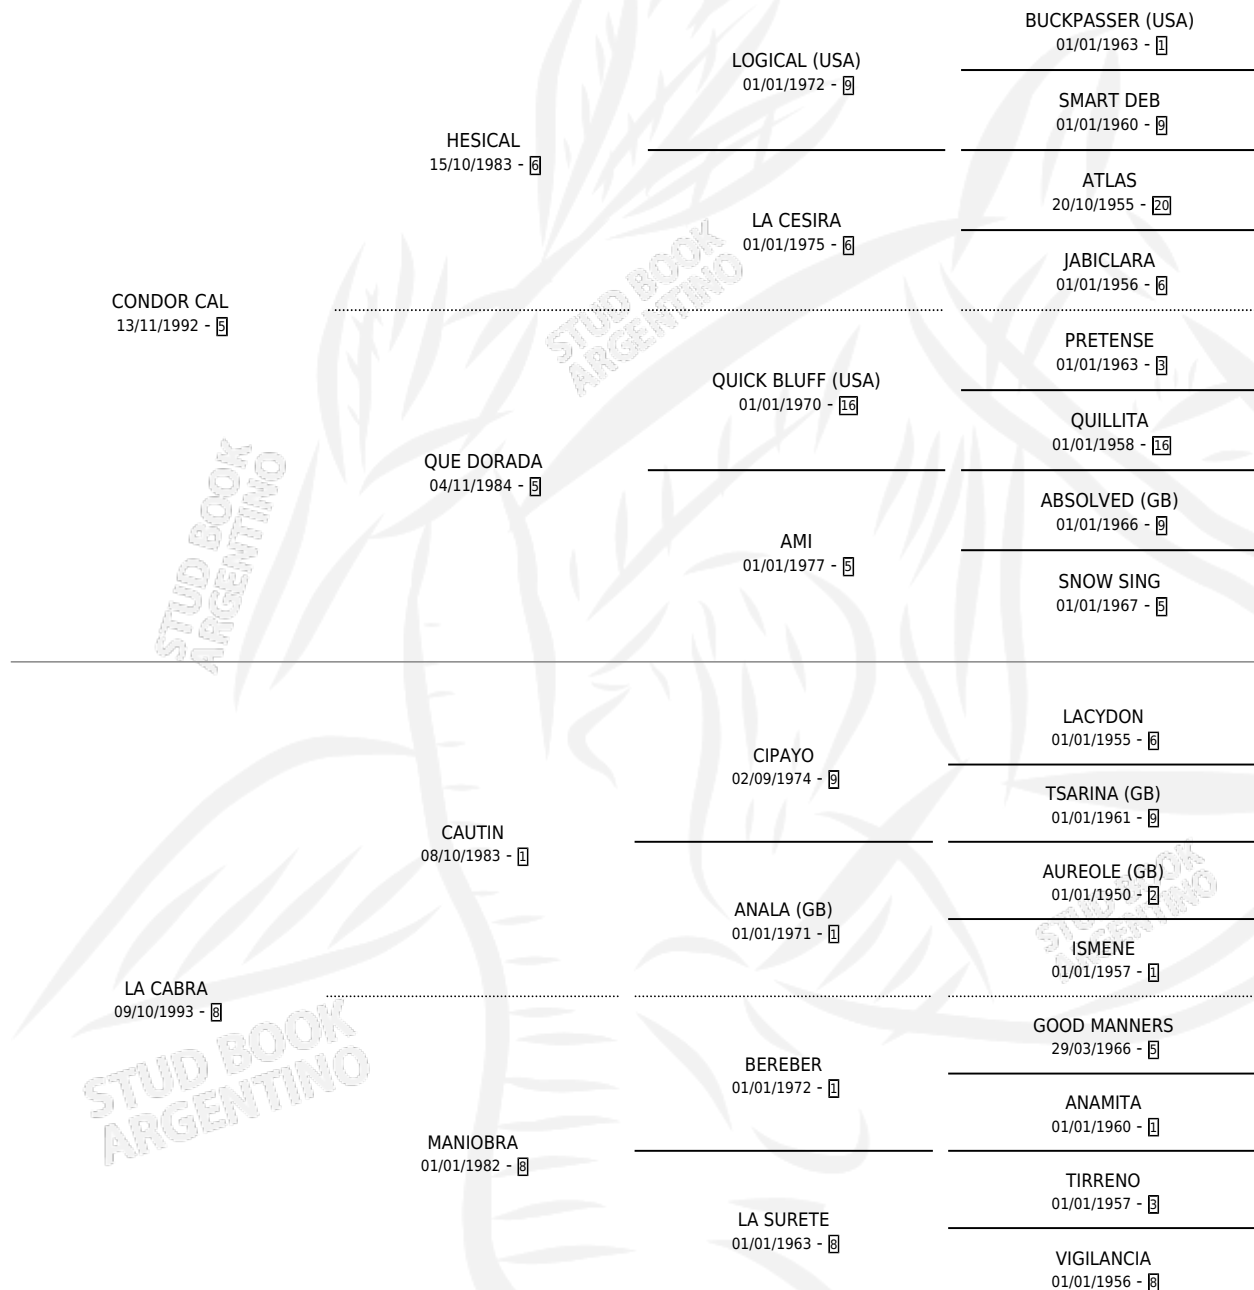 BUCKPASSER (USA)
01/01/1963 - 1
LOGICAL (USA)
01/01/1972 - 9
SMART DEB
01/01/1960 - 9
HESICAL
15/10/1983 - 6
ATLAS
20/10/1955 - 20
LA CESIRA
01/01/1975 - 6
JABICLARA
01/01/1956 - 6
CONDOR CAL
13/11/1992 - 5
STUD BOOK
ARGENTINO
PRETENSE
01/01/1963 - 3
QUICK BLUFF (USA)
01/01/1970 - 16
QUILLITA
01/01/1958 - 16
QUE DORADA
04/11/1984 - 5
ABSOLVED (GB)
01/01/1966 - 9
AMI
01/01/1977 - 5
SNOW SING
01/01/1967 - 5
STUD BOOK
ARGENTINO
LACYDON
01/01/1955 - 6
CIPAYO
02/09/1974 - 9
TSARINA (GB)
01/01/1961 - 9
CAUTIN
08/10/1983 - 1
AUREOLE (GB)
01/01/1950 - 2
ANALA (GB)
01/01/1971 - 1
STUD BOOK
ARGENTINO
ISMENE
01/01/1957 - 1
LA CABRA
09/10/1993 - 8
STUD BOOK
ARGENTINO
GOOD MANNERS
29/03/1966 - 5
BEREBER
01/01/1972 - 1
ANAMITA
01/01/1960 - 1
MANIOBRA
01/01/1982 - 8
TIRRENO
01/01/1957 - 3
LA SURETE
01/01/1963 - 8
VIGILANCIA
01/01/1956 - 8